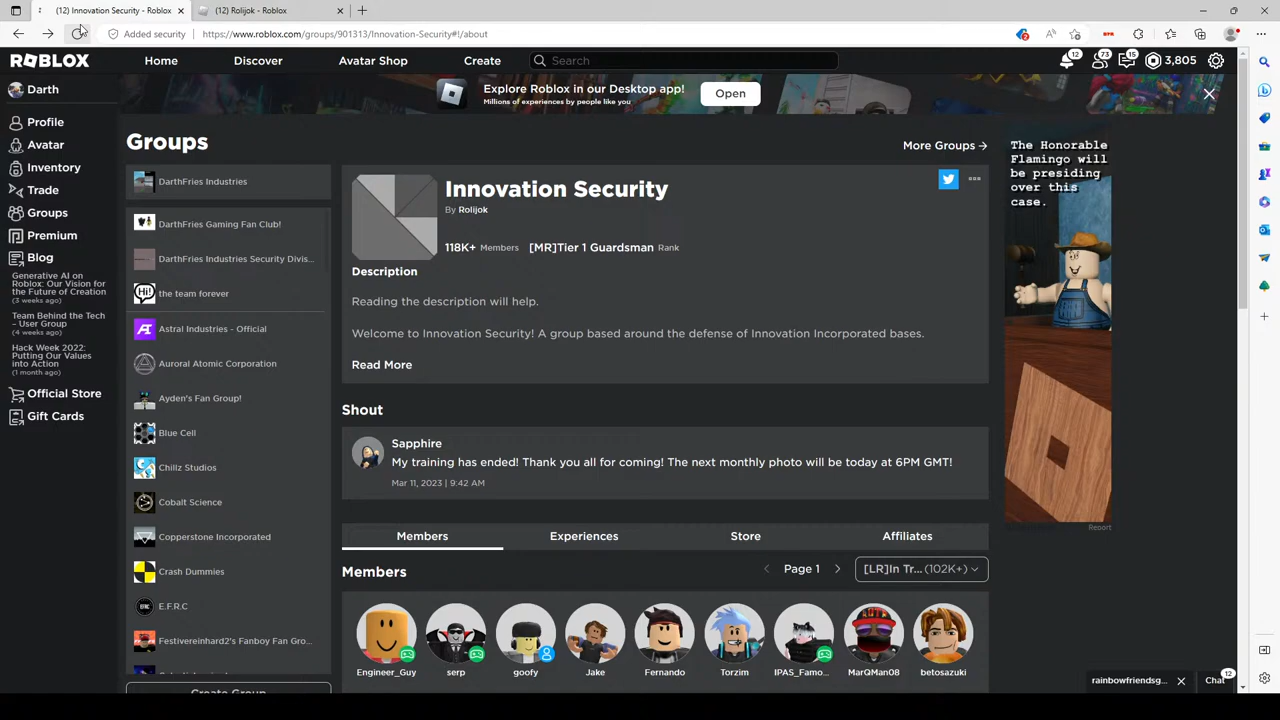 (12) Innovation Security - Roblox
(12) Rolijok - Roblox
Added security
https://www.roblox.com/groups/901313/Innovation-Security#!/about
2
ROBLOX
Home
Discover
Avatar Shop
Create
Search
12
73
15
3,805
Darth
Explore Roblox in our Desktop app!
Millions of experiences by people like you
Open
Profile
Avatar
Inventory
Trade
Groups
Premium
Blog
Generative AI on
Roblox: Our Vision for
the Future of Creation
(3 weeks ago)
Team Behind the Tech
– User Group
(4 weeks ago)
Hack Week 2022:
Putting Our Values
into Action
(1 month ago)
Official Store
Gift Cards
Groups
More Groups →
DarthFries Industries
DarthFries Gaming Fan Club!
DarthFries Industries Security Divis...
Hi!
the team forever
Astral Industries - Official
Auroral Atomic Corporation
Ayden's Fan Group!
Blue Cell
Chillz Studios
Cobalt Science
Copperstone Incorporated
Crash Dummies
EFRC
E.F.R.C
Festivereinhard2's Fanboy Fan Gro...
Create Group
Innovation Security
By Rolijok
118K+ Members
[MR]Tier 1 Guardsman Rank
Description
Reading the description will help.
Welcome to Innovation Security! A group based around the defense of Innovation Incorporated bases.
Read More
Shout
Sapphire
My training has ended! Thank you all for coming! The next monthly photo will be today at 6PM GMT!
Mar 11, 2023 | 9:42 AM
Members
Experiences
Store
Affiliates
Members
Page 1
[LR]In Tr... (102K+)
Engineer_Guy
serp
goofy
Jake
Fernando
Torzim
IPAS_Famo...
MarQMan08
betosazuki
The Honorable
Flamingo will
be presiding
over this
case.
Report
rainbowfriendsg...
Chat
12